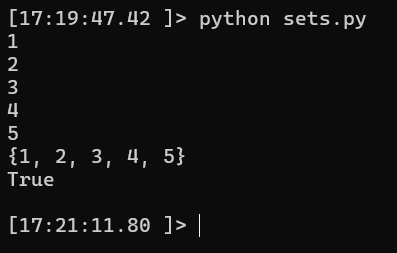 [17:19:47.42 ]> python sets.py
1
2
3
4
5
{1, 2, 3, 4, 5}
True
[17:21:11.80 ]>